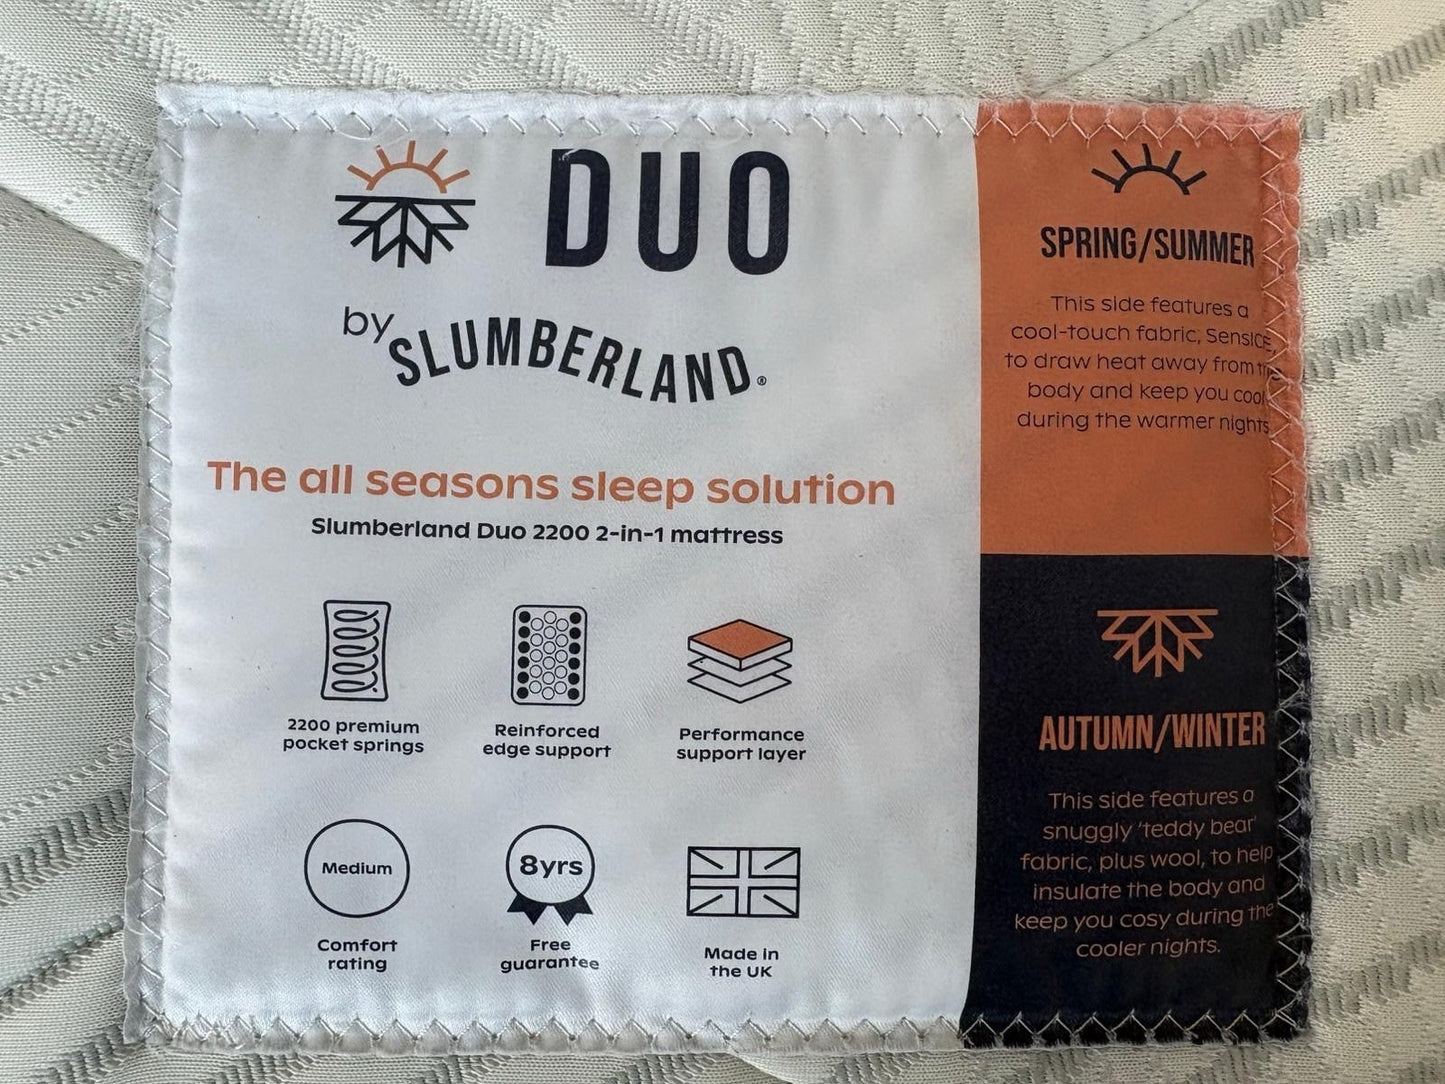 DUO
by SLUMBERLAND®
The all seasons sleep solution
Slumberland Duo 2200 2-in-1 mattress
2200 premium
pocket springs
Reinforced
edge support
Performance
support layer
Medium
Comfort
rating
8yrs
Free
guarantee
Made in
the UK
SPRING/SUMMER
This side features a
cool-touch fabric, SensICE,
to draw heat away from the
body and keep you cool
during the warmer nights
AUTUMN/WINTER
This side features a
snuggly 'teddy bear'
fabric, plus wool, to help
insulate the body and
keep you cosy during the
cooler nights.